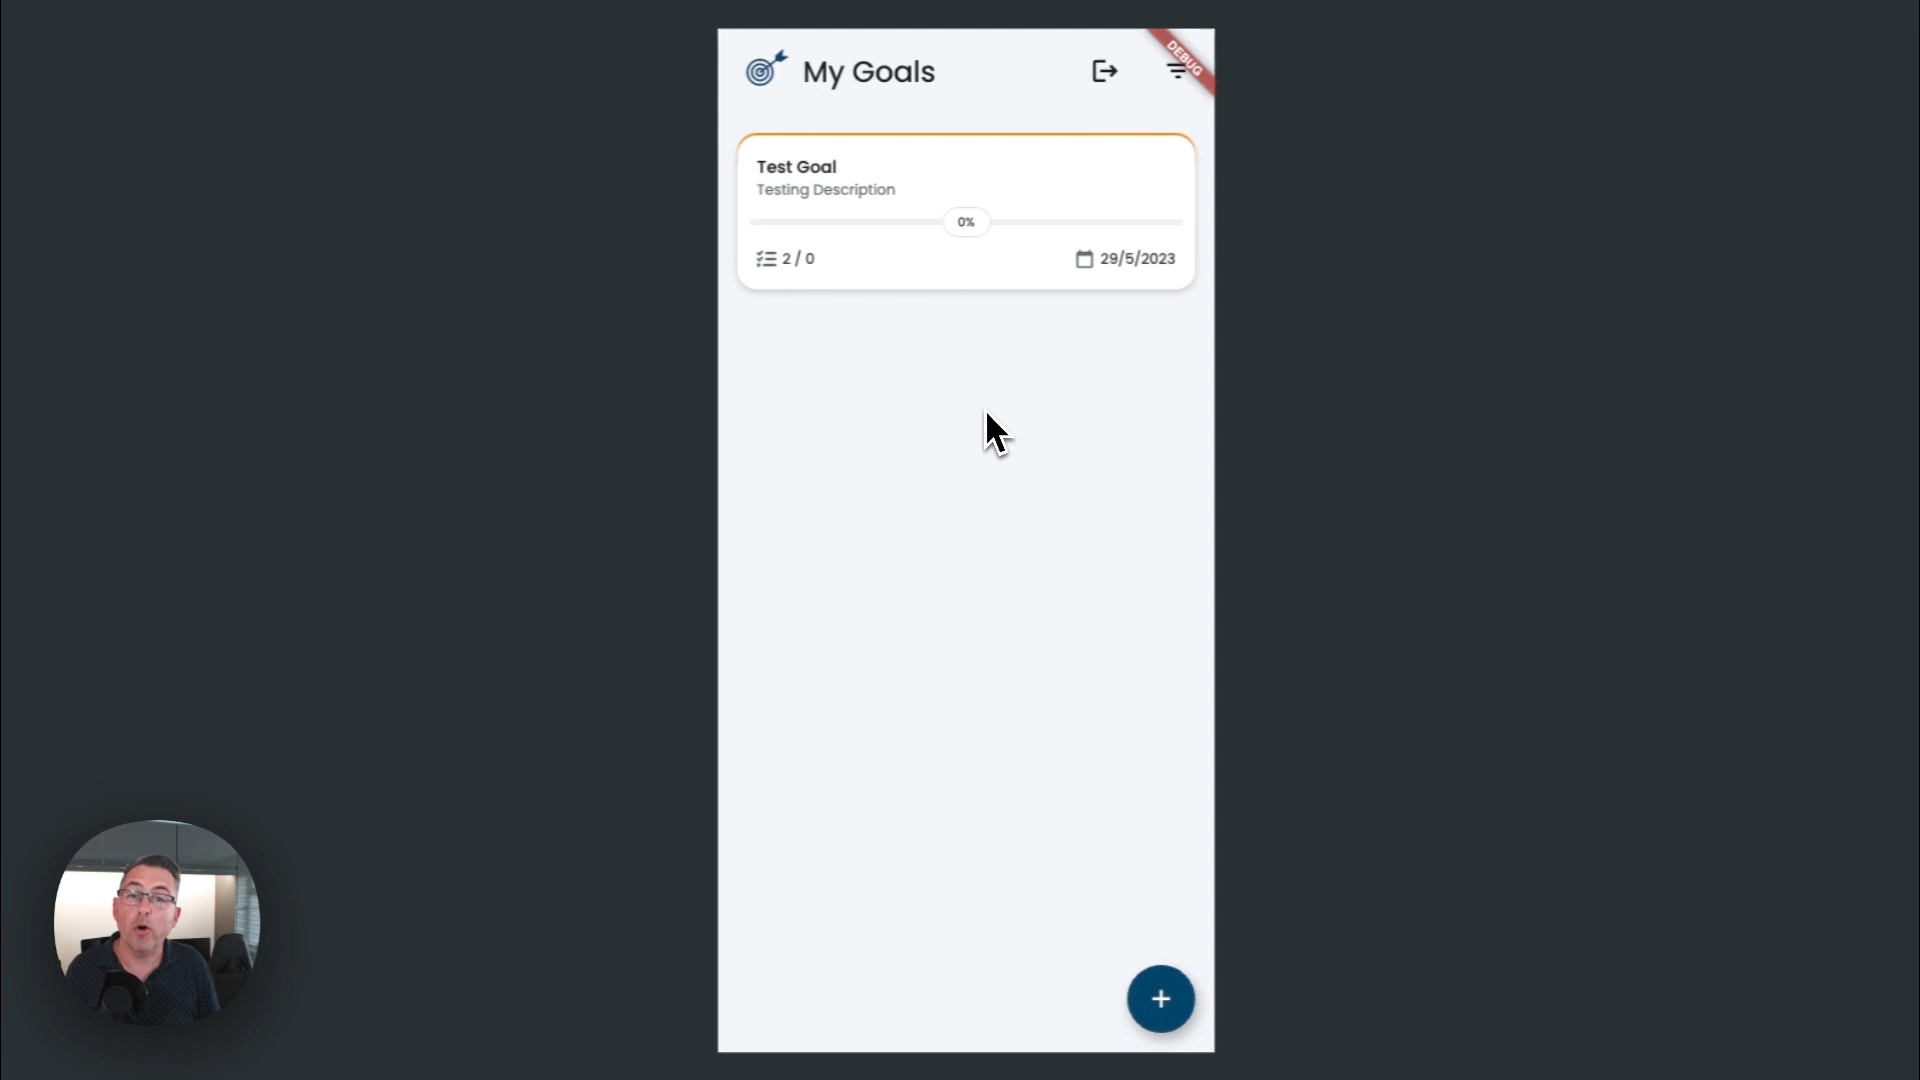 My Goals
DEBUG
Test Goal
Testing Description
0%
2 / 0
29/5/2023